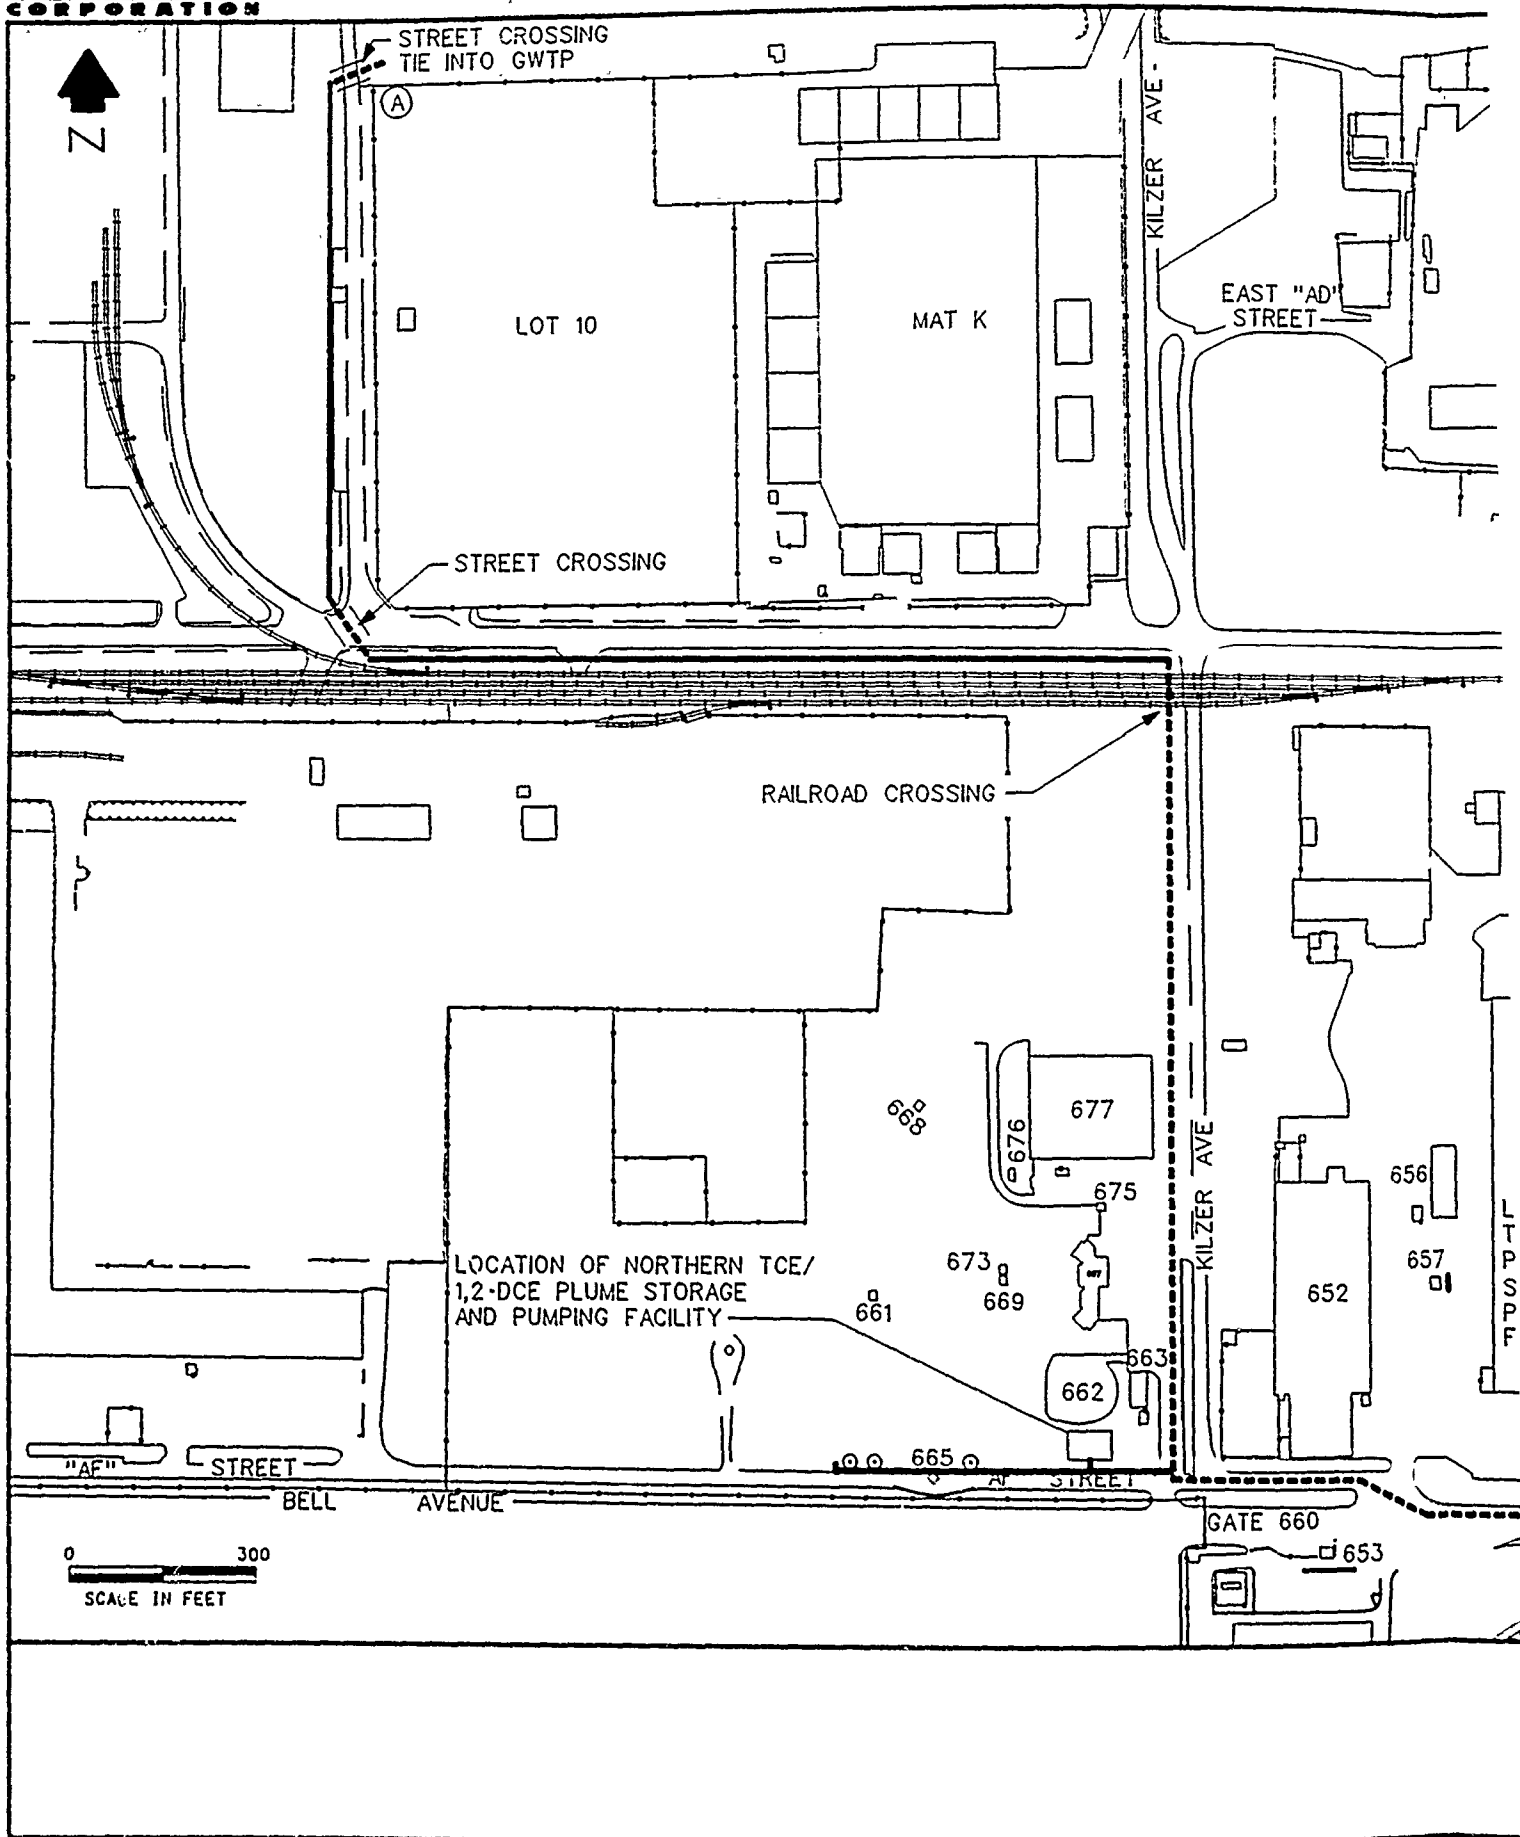 CORPORATION
STREET CROSSING
TIE INTO GWTP
A
N
KILZER AVE.
LOT 10
MAT K
EAST "AD"
STREET
STREET CROSSING
RAILROAD CROSSING
668
676
677
675
KILZER AVE
656
657
LTPSPF
LOCATION OF NORTHERN TCE/
1,2-DCE PLUME STORAGE
AND PUMPING FACILITY
673
669
661
652
663
662
665
"AF" STREET
AF STREET
BELL AVENUE
GATE 660
653
0 300
SCALE IN FEET